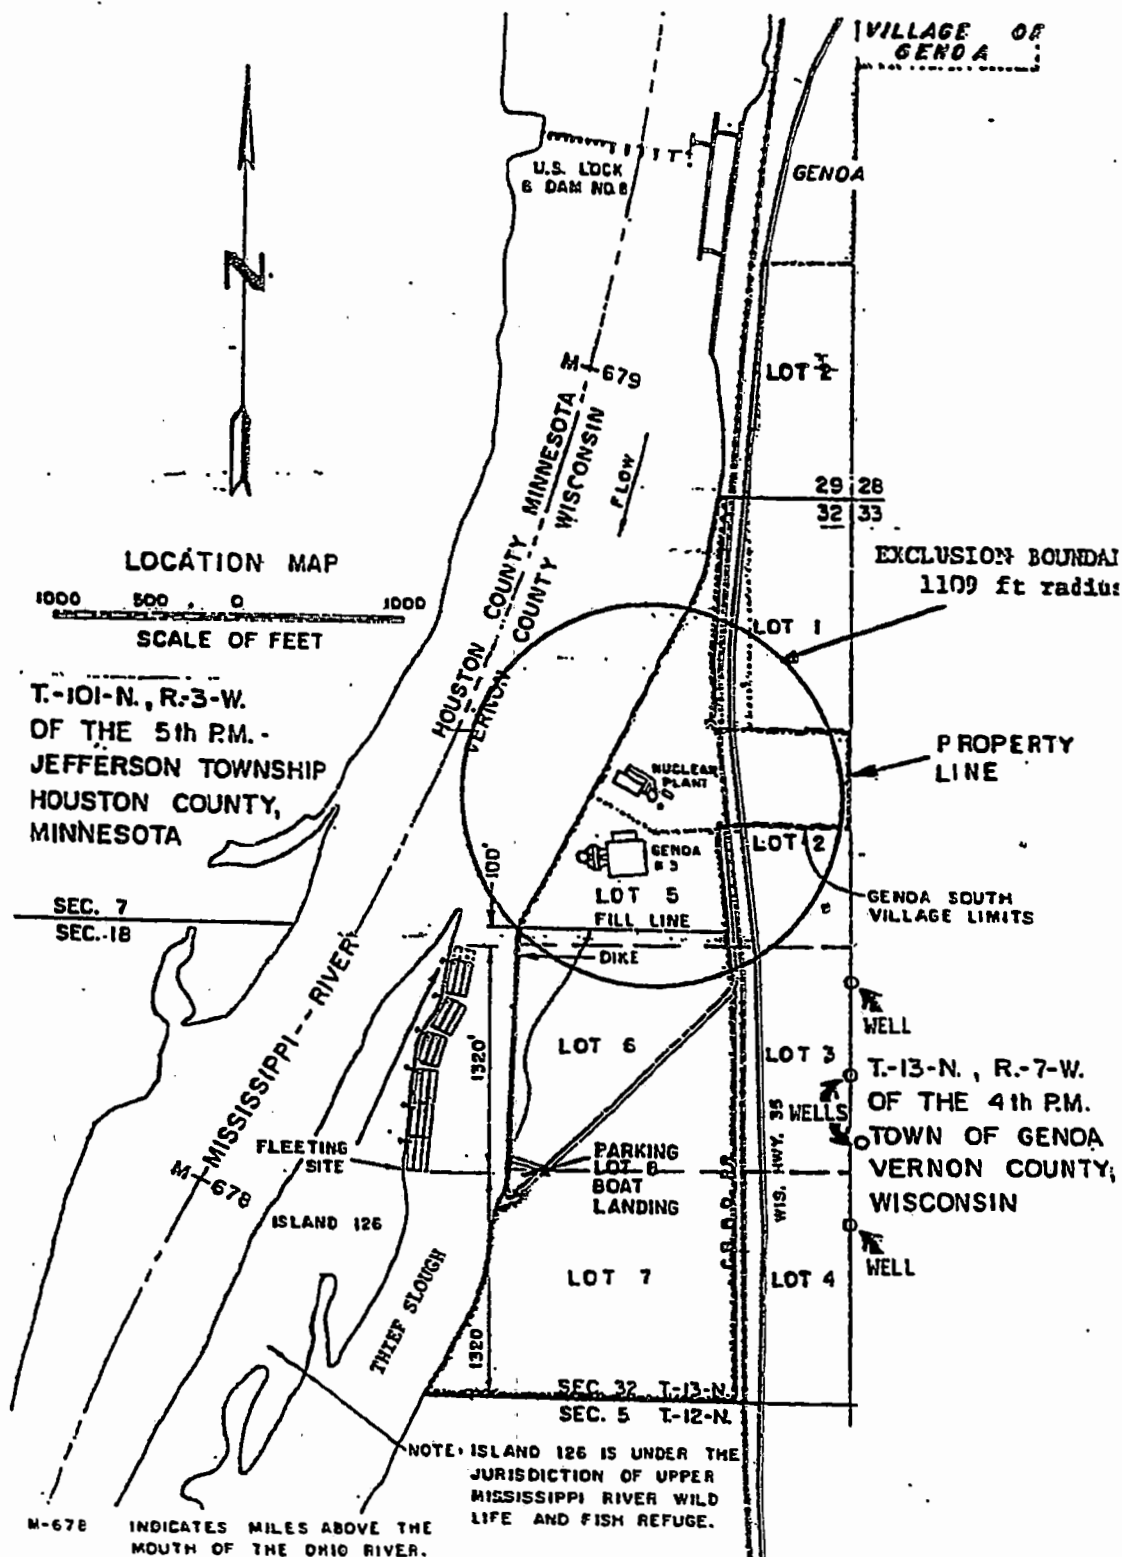 VILLAGE OF
GENOA
U.S. LOCK
& DAM NO. 8
GENOA
N
M-679
LOT 2
HOUSTON COUNTY MINNESOTA
VERNON COUNTY WISCONSIN
FLOW
29 28
32 33
LOCATION MAP
1000 500 0 1000
SCALE OF FEET
EXCLUSION BOUNDAR
1109 ft radius
LOT 1
T.-101-N., R.-3-W.
OF THE 5th P.M.-
JEFFERSON TOWNSHIP
HOUSTON COUNTY,
MINNESOTA
PROPERTY
LINE
NUCLEAR
PLANT
GENOA
# 3
LOT 2
LOT 5
GENOA SOUTH
VILLAGE LIMITS
100'
FILL LINE
SEC. 7
SEC.-18
DIKE
MISSISSIPPI-- RIVER
1320'
LOT 6
WELL
LOT 3
T.-13-N., R.-7-W.
OF THE 4th P.M.
TOWN OF GENOA
VERNON COUNTY,
WISCONSIN
WELLS
WIS. HWY. 35
FLEETING
SITE
PARKING
LOT &
BOAT
LANDING
M-678
ISLAND 126
WELL
THIEF SLOUGH
LOT 7
LOT 4
1320
SEC. 32 T.-13-N.
SEC. 5 T.-12-N.
NOTE: ISLAND 126 IS UNDER THE
JURISDICTION OF UPPER
MISSISSIPPI RIVER WILD
LIFE AND FISH REFUGE.
M-678 INDICATES MILES ABOVE THE
MOUTH OF THE OHIO RIVER.